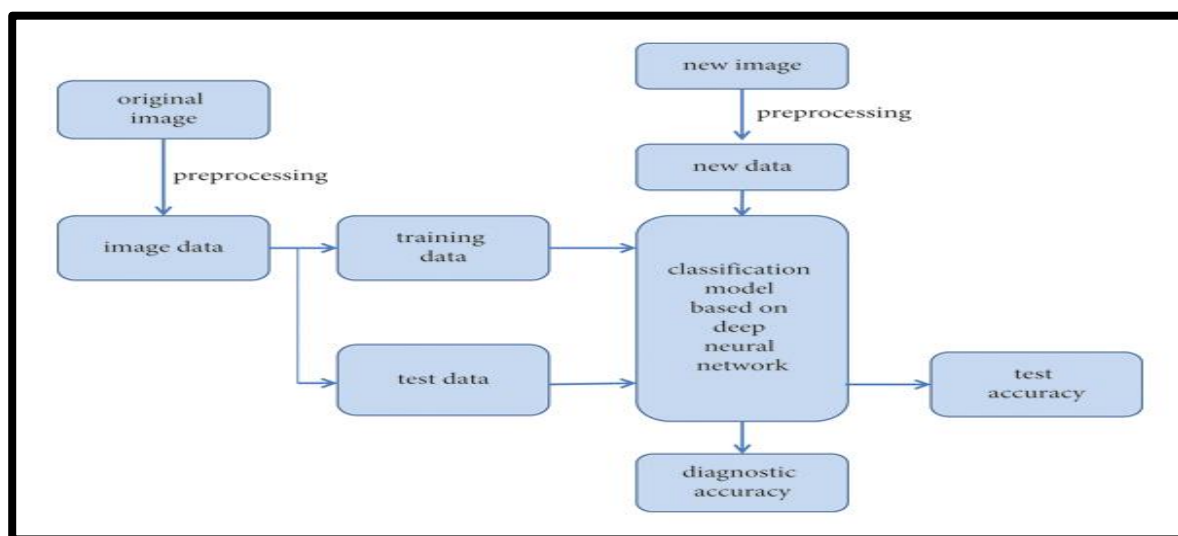 new image
original
image
preprocessing
preprocessing
new data
image data
training
data
classification
model
based on
deep
neural
network
test data
test
accuracy
diagnostic
accuracy